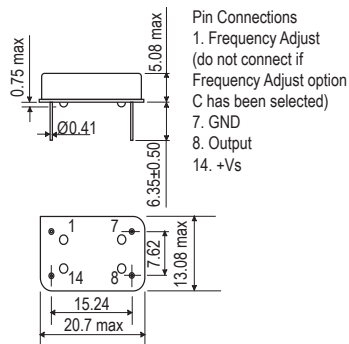 Pin Connections
1. Frequency Adjust
(do not connect if
Frequency Adjust option
C has been selected)
7. GND
8. Output
14. +Vs
0.75 max
5.08 max
Ø0.41
6.35±0.50
1
7
14
8
7.62
13.08 max
15.24
20.7 max